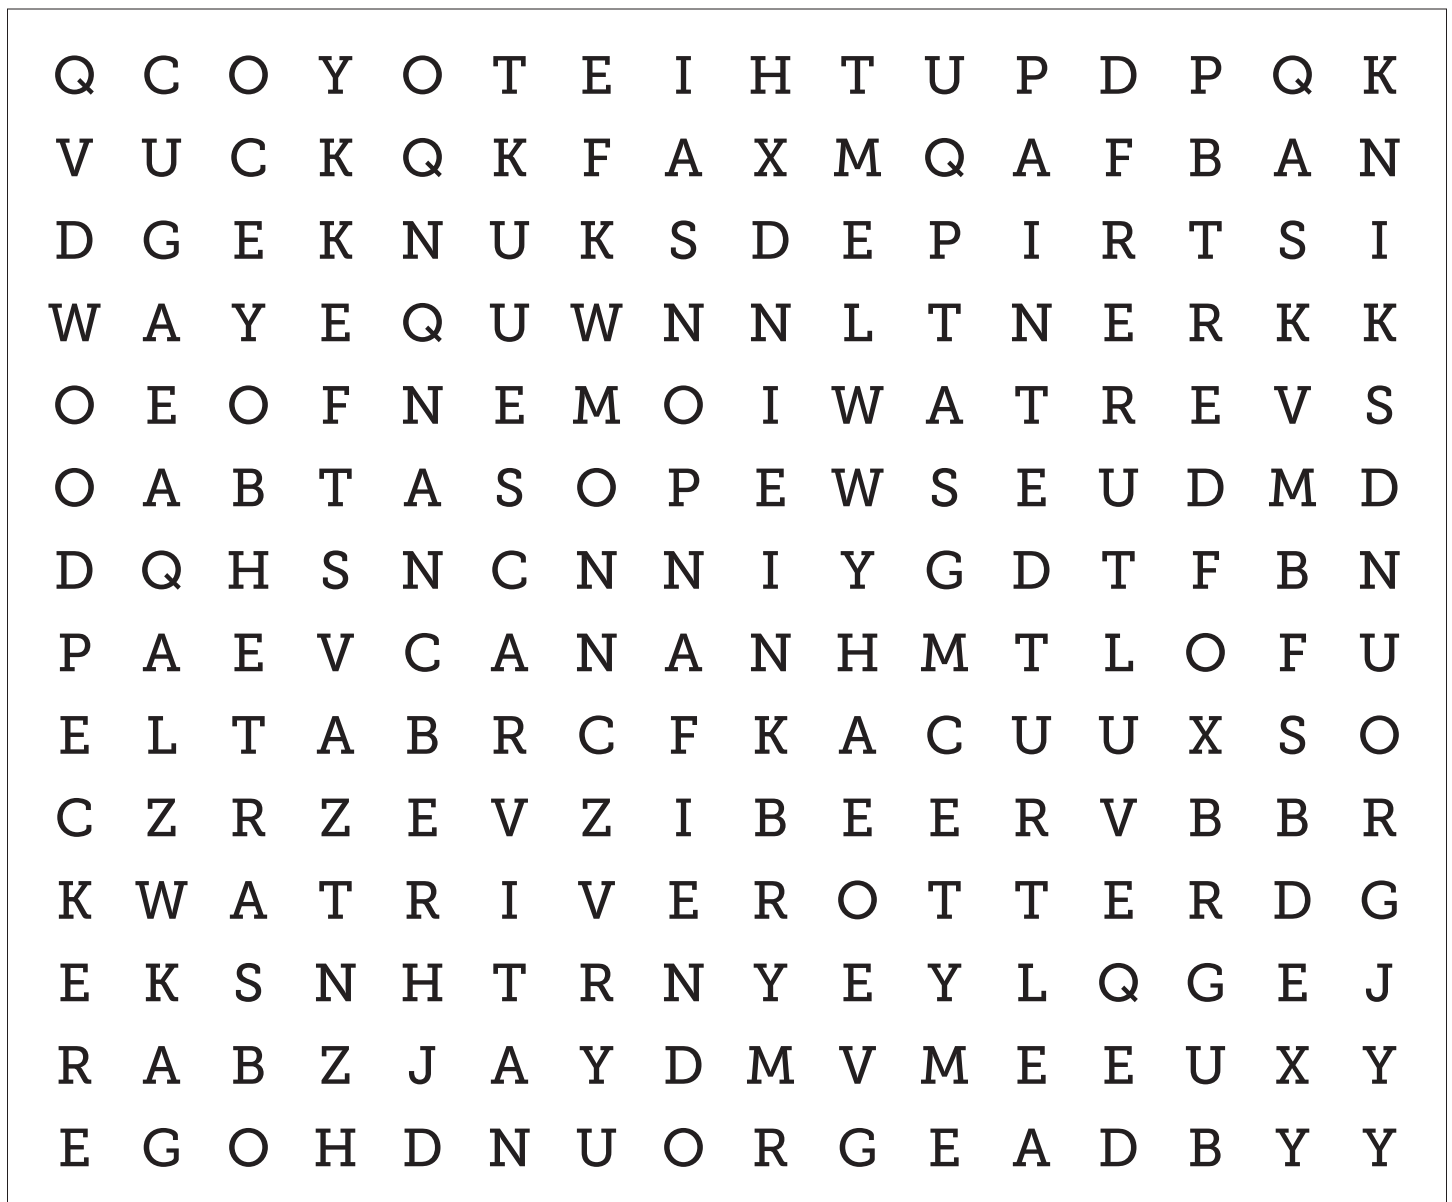 Q C O Y O T E I H T U P D P Q K
V U C K Q K F A X M Q A F B A N
D G E K N U K S D E P I R T S I
W A Y E Q U W N N L T N E R K K
O E O F N E M O I W A T R E V S
O A B T A S O P E W S E U D M D
D Q H S N C N N I Y G D T F B N
P A E V C A N A N H M T L O F U
E L T A B R C F K A C U U X S O
C Z R Z E V Z I B E E R V B B R
K W A T R I V E R O T T E R D G
E K S N H T R N Y E Y L Q G E J
R A B Z J A Y D M V M E E U X Y
E G O H D N U O R G E A D B Y Y